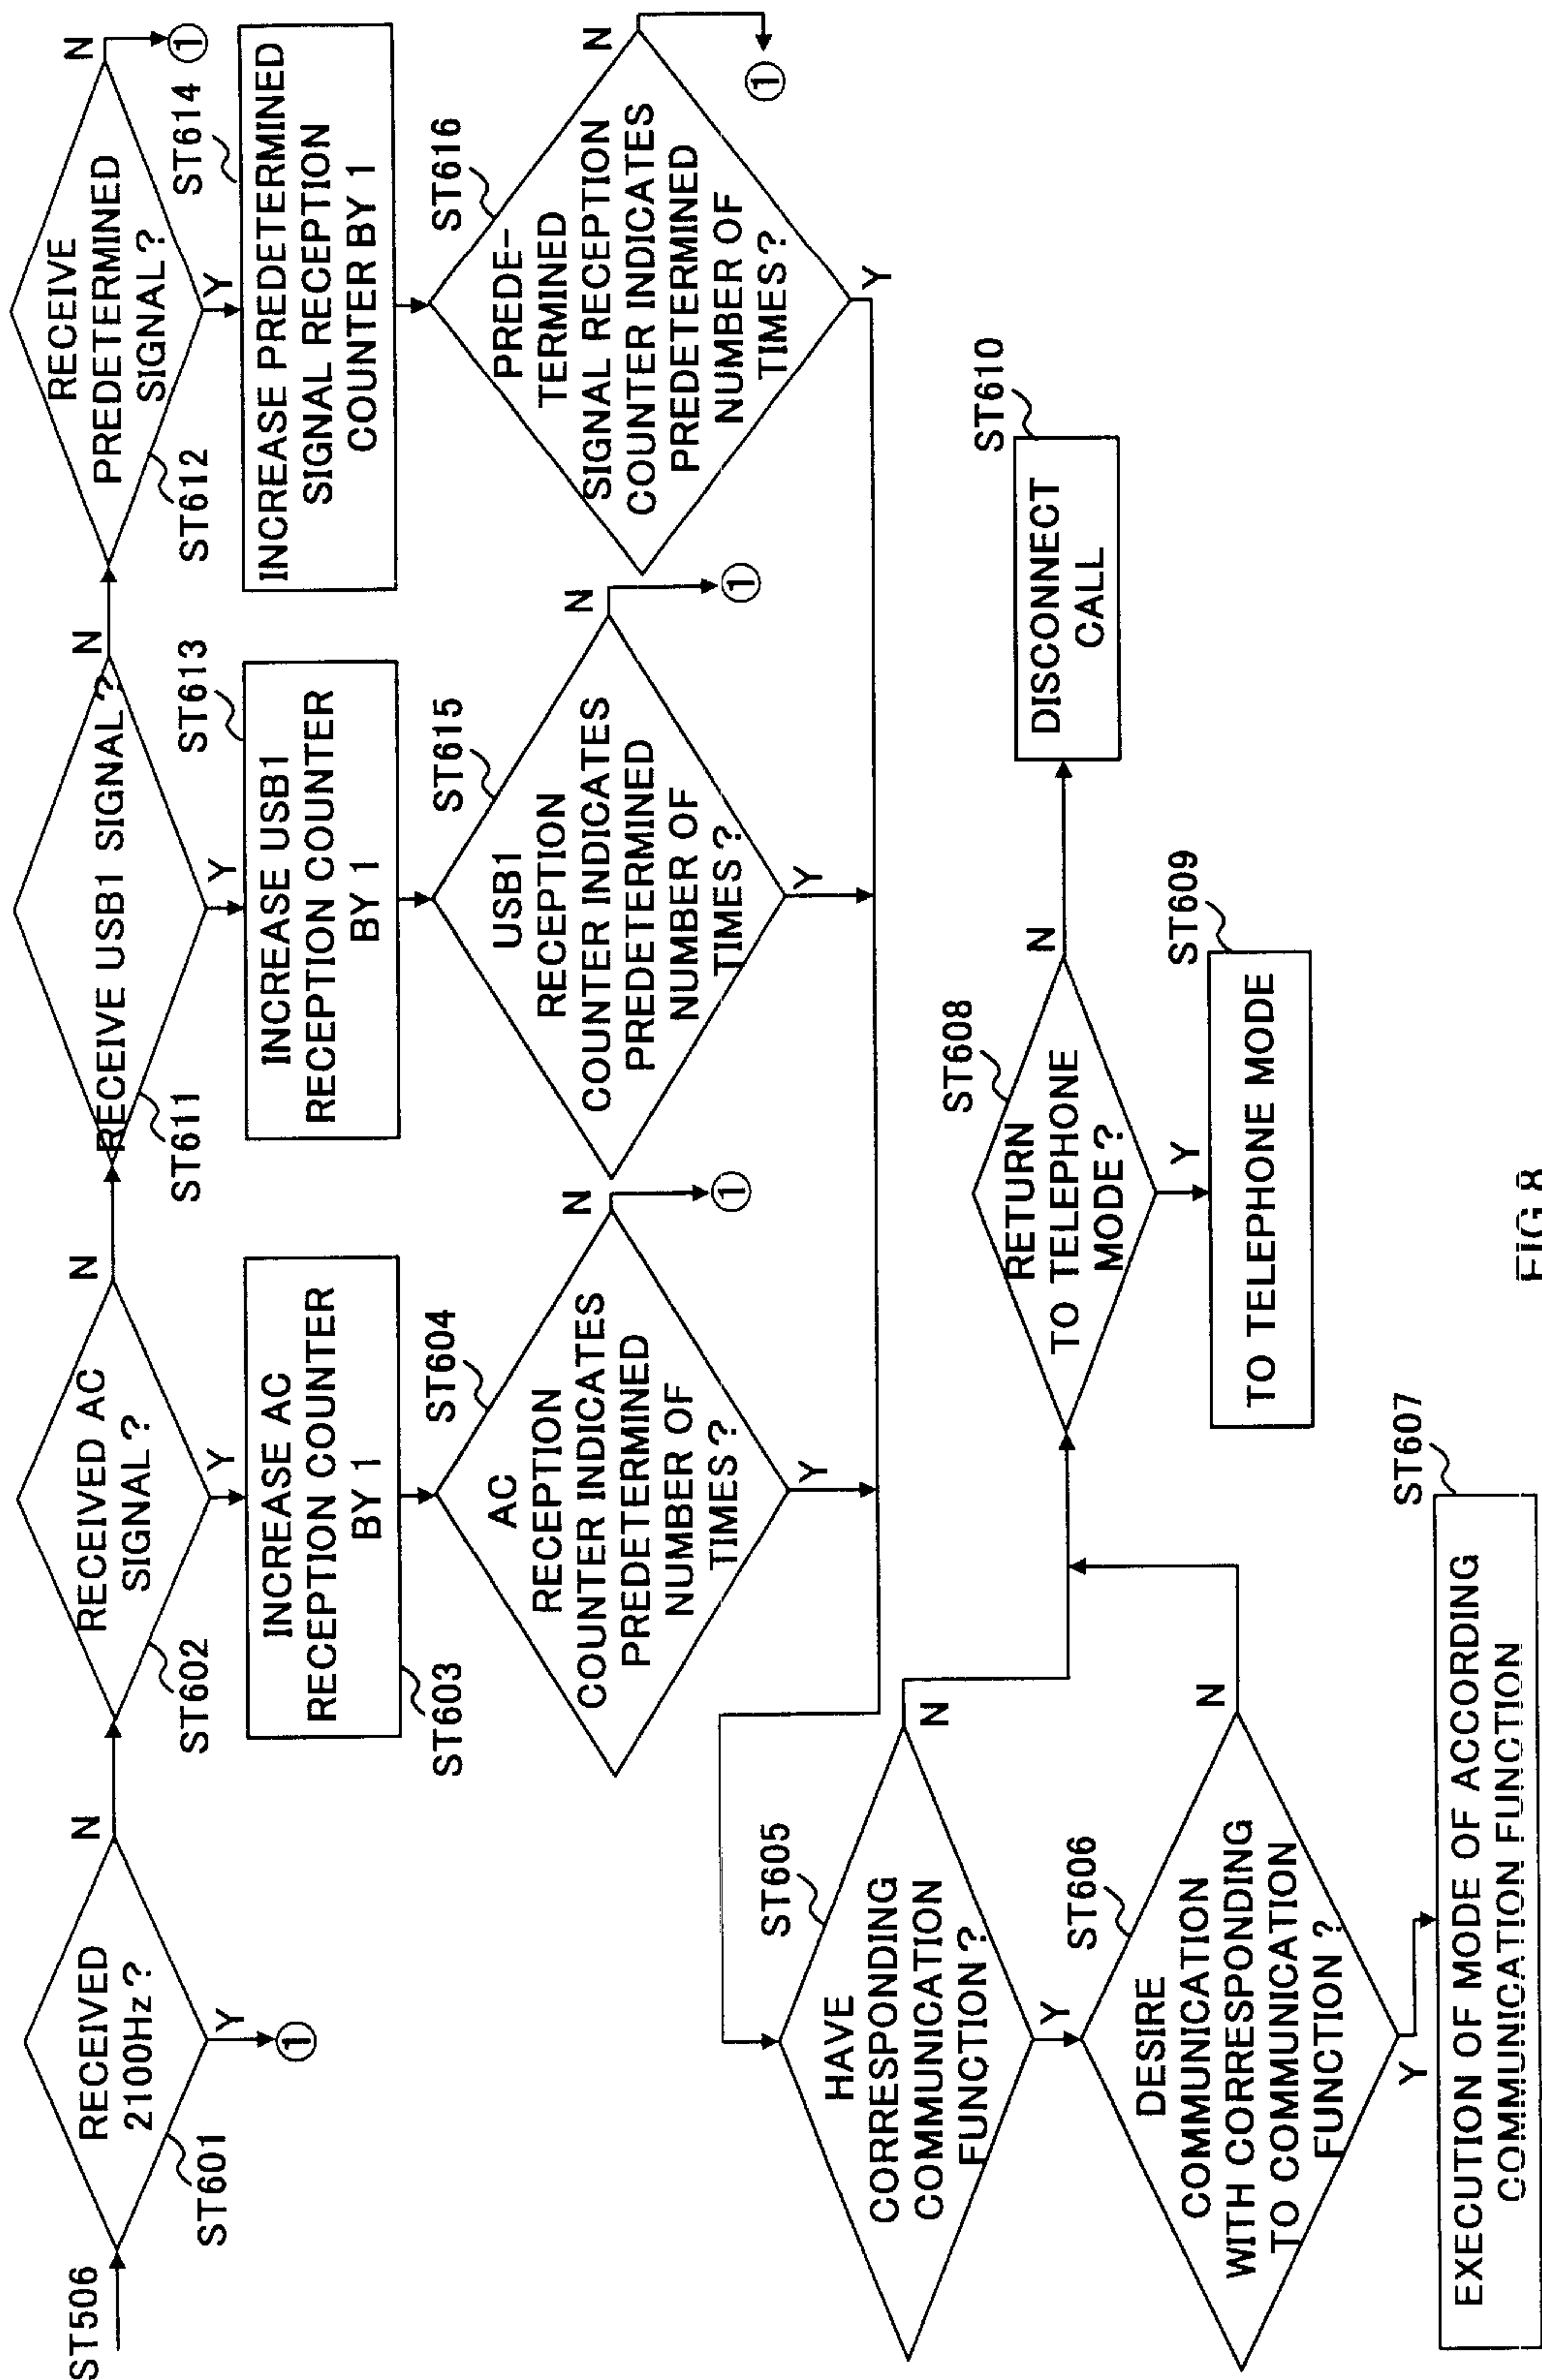 ST506
RECEIVED
2100Hz?
ST601
N
Y
①
RECEIVED AC
SIGNAL?
ST602
N
Y
INCREASE AC
RECEPTION COUNTER
BY 1
ST603
AC
RECEPTION
COUNTER INDICATES
PREDETERMINED
NUMBER OF
TIMES?
ST604
N
①
Y
RECEIVE USB1 SIGNAL?
ST611
N
Y
INCREASE USB1
RECEPTION COUNTER
BY 1
ST613
USB1
RECEPTION
COUNTER INDICATES
PREDETERMINED
NUMBER OF
TIMES?
ST615
N
①
Y
RECEIVE
PREDETERMINED
SIGNAL?
ST612
N
①
Y
INCREASE PREDETERMINED
SIGNAL RECEPTION
COUNTER BY 1
ST614
PREDE-
TERMINED
SIGNAL RECEPTION
COUNTER INDICATES
PREDETERMINED
NUMBER OF
TIMES?
ST616
N
①
Y
HAVE
CORRESPONDING
COMMUNICATION
FUNCTION?
ST605
N
Y
DESIRE
COMMUNICATION
WITH CORRESPONDING
TO COMMUNICATION
FUNCTION?
ST606
N
Y
EXECUTION OF MODE OF ACCORDING
COMMUNICATION FUNCTION
ST607
RETURN
TO TELEPHONE
MODE?
ST608
N
Y
TO TELEPHONE MODE
ST609
DISCONNECT
CALL
ST610
FIG.8